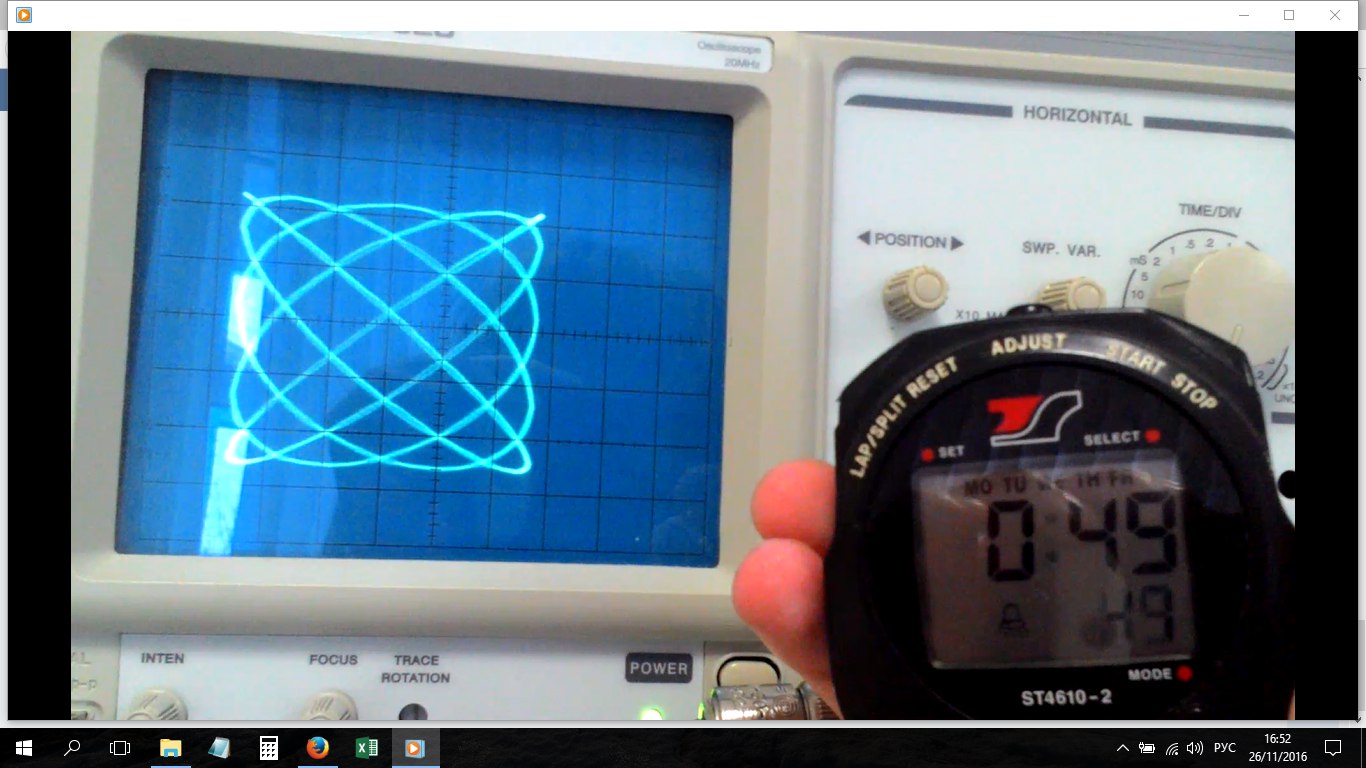 Oscilloscope
20MHz
HORIZONTAL
TIME/DIV
◀ POSITION ▶
SWP. VAR.
mS 2 1 .5 .2 .1
5
10
LAP/SPLIT RESET
ADJUST
START STOP
SET
SELECT
MO TU WE TH FR
0:49
49
MODE
ST4610-2
INTEN
FOCUS
TRACE
ROTATION
POWER
P-P
РУС
16:52
26/11/2016